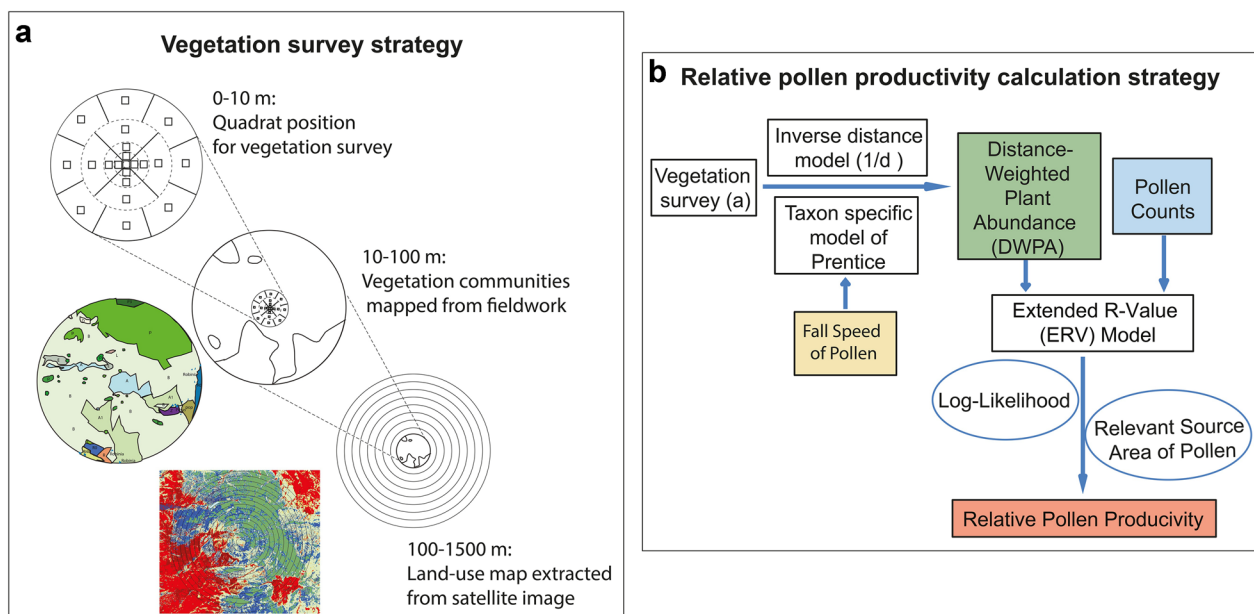 a
Vegetation survey strategy
0-10 m:
Quadrat position
for vegetation survey
10-100 m:
Vegetation communities
mapped from fieldwork
100-1500 m:
Land-use map extracted
from satellite image
b
Relative pollen productivity calculation strategy
Vegetation
survey (a)
Inverse distance
model (1/d )
Taxon specific
model of
Prentice
Fall Speed
of Pollen
Distance-
Weighted
Plant
Abundance
(DWPA)
Pollen
Counts
Extended R-Value
(ERV) Model
Log-Likelihood
Relevant Source
Area of Pollen
Relative Pollen Producivity